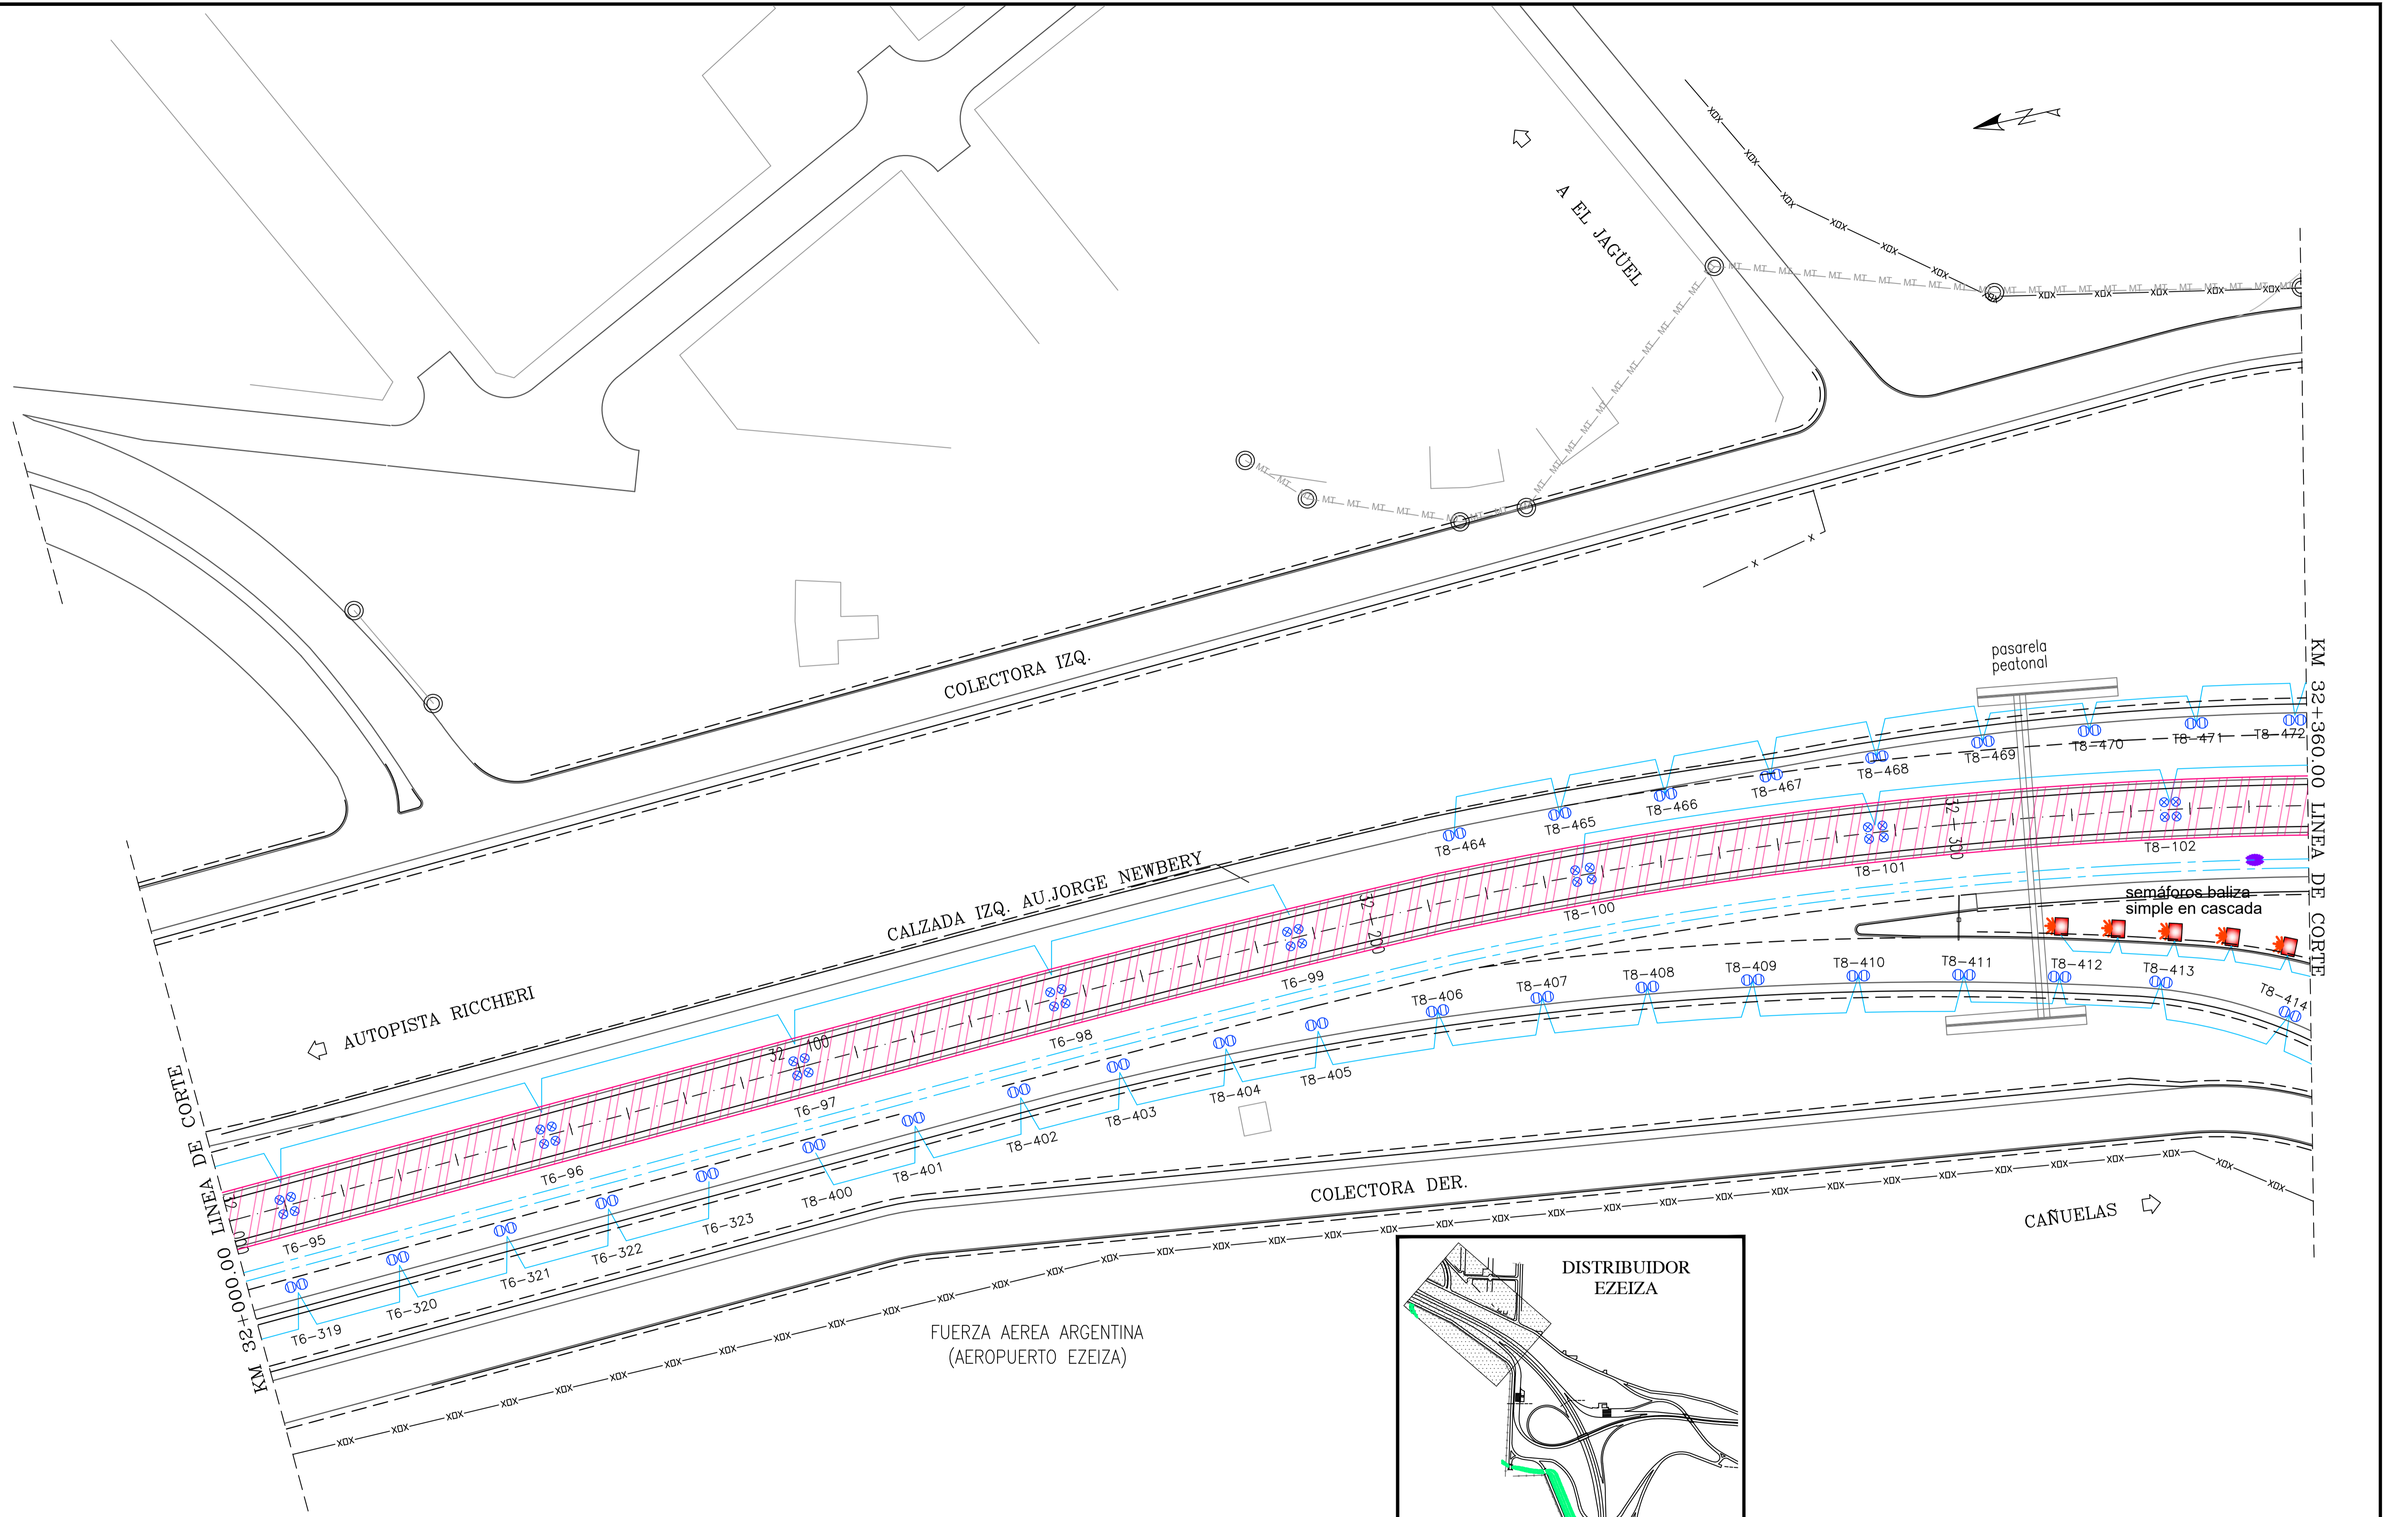 N
A EL JAGÜEL
COLECTORA IZQ.
pasarela
peatonal
KM 32+360.00 LINEA DE CORTE
T8-464
T8-465
T8-466
T8-467
T8-468
T8-469
T8-470
T8-471
T8-472
CALZADA IZQ. AU.JORGE NEWBERY
AUTOPISTA RICCHERI
KM 32+000.00 LINEA DE CORTE
T6-95
T6-96
T6-97
T6-98
T6-99
T8-100
T8-101
T8-102
32 000
32 100
32 200
32 300
semáforos baliza
simple en cascada
T6-319
T6-320
T6-321
T6-322
T6-323
T8-400
T8-401
T8-402
T8-403
T8-404
T8-405
T8-406
T8-407
T8-408
T8-409
T8-410
T8-411
T8-412
T8-413
T8-414
COLECTORA DER.
CAÑUELAS
FUERZA AEREA ARGENTINA
(AEROPUERTO EZEIZA)
DISTRIBUIDOR
EZEIZA